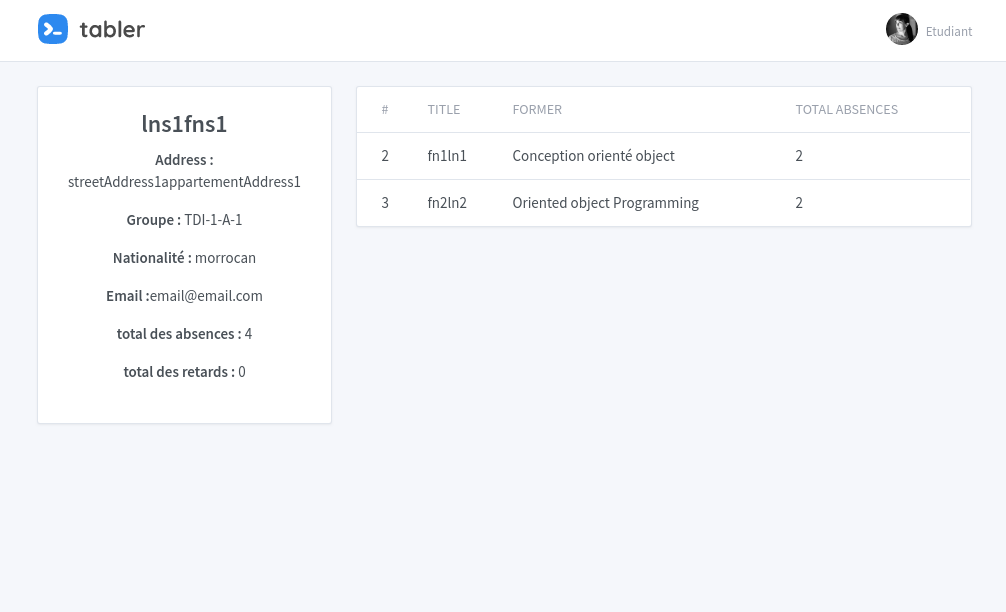 tabler
Etudiant
lns1fns1
Address :
streetAddress1appartementAddress1
Groupe : TDI-1-A-1
Nationalité : morrocan
Email :email@email.com
total des absences : 4
total des retards : 0
# TITLE FORMER TOTAL ABSENCES
2 fn1ln1 Conception orienté object 2
3 fn2ln2 Oriented object Programming 2